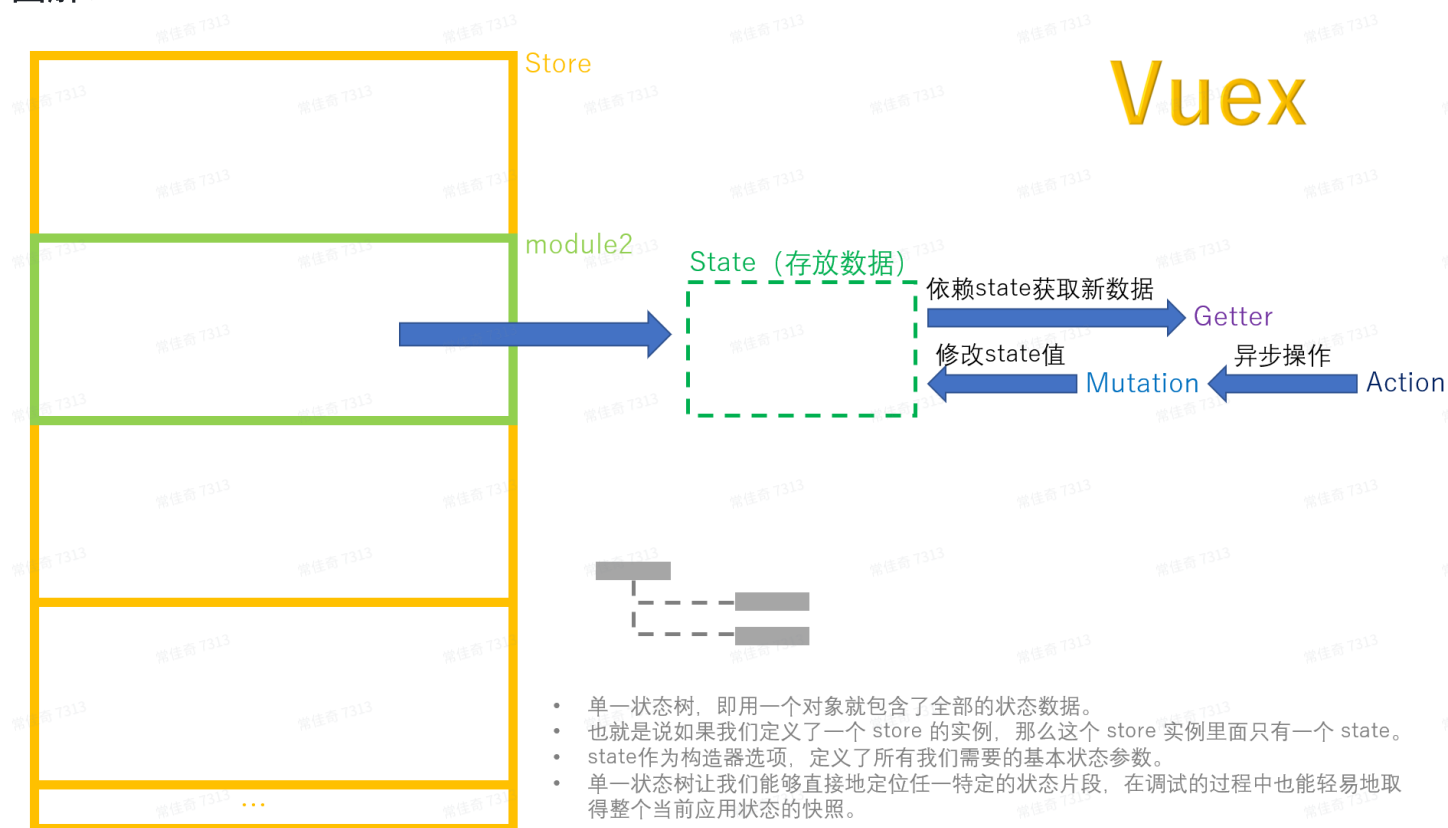 图解
Store
Vuex
module2
State（存放数据）
依赖state获取新数据
Getter
修改state值
异步操作
Mutation
Action
• 单一状态树，即用一个对象就包含了全部的状态数据。
• 也就是说如果我们定义了一个 store 的实例，那么这个 store 实例里面只有一个 state。
• state作为构造器选项，定义了所有我们需要的基本状态参数。
• 单一状态树让我们能够直接地定位任一特定的状态片段，在调试的过程中也能轻易地取
得整个当前应用状态的快照。
...
常佳奇 7313